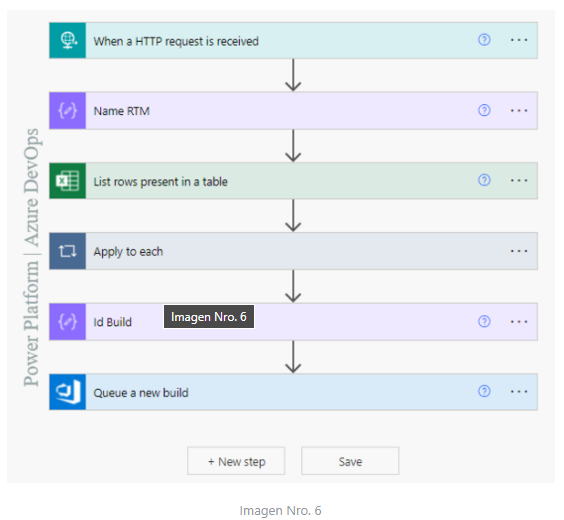 When a HTTP request is received
Name RTM
List rows present in a table
Apply to each
Id Build
Imagen Nro. 6
Queue a new build
+ New step
Save
Power Platform | Azure DevOps
Imagen Nro. 6